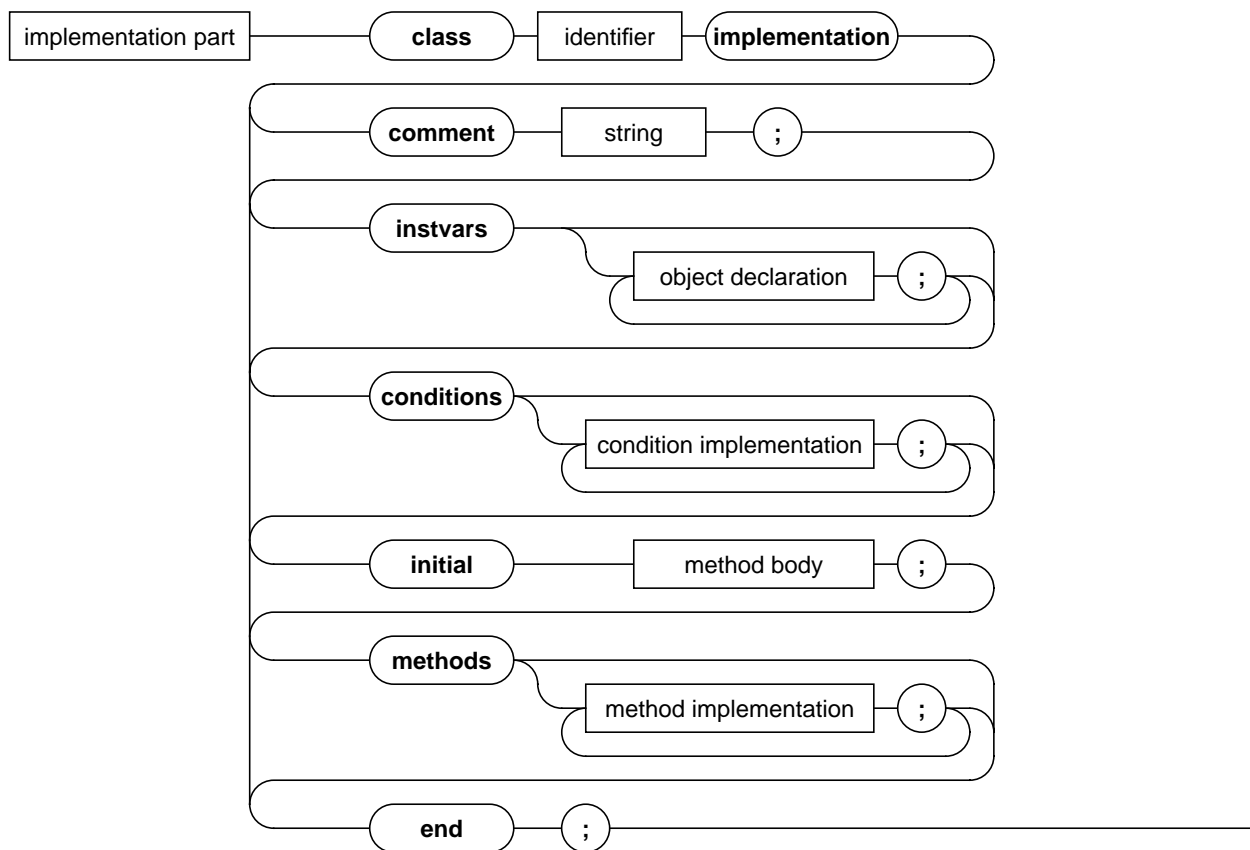 implementation part class identifier implementation
comment string ;
instvars
object declaration ;
conditions
condition implementation ;
initial method body ;
methods
method implementation ;
end ;